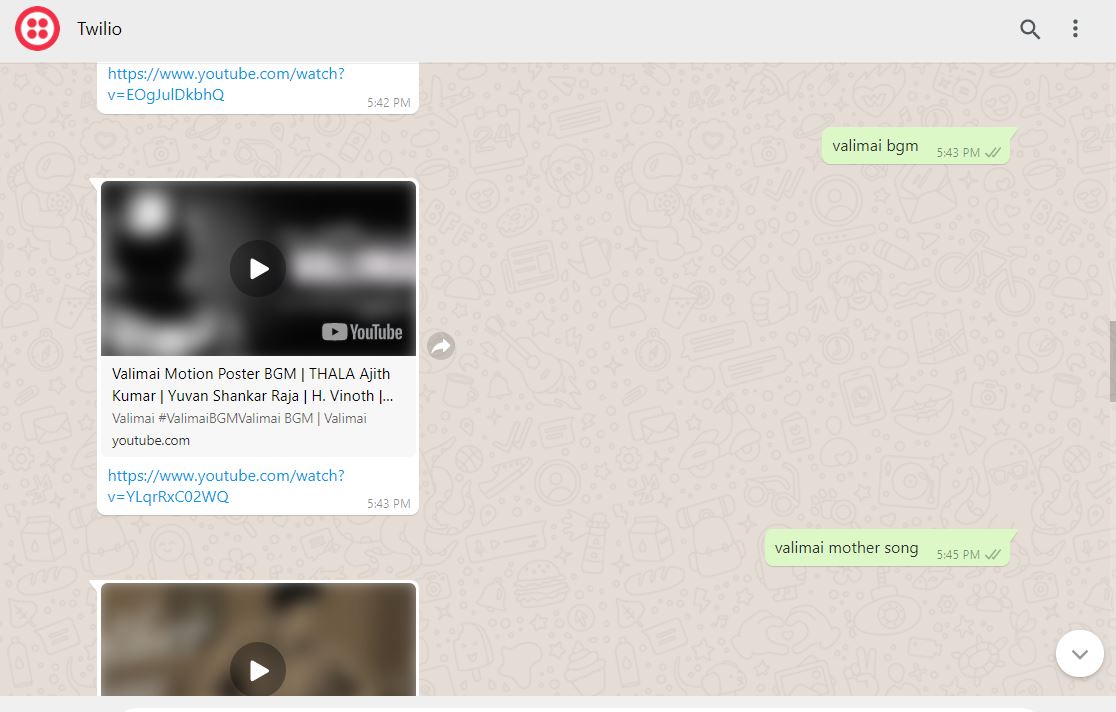 Twilio
https://www.youtube.com/watch?
v=EOgJulDkbhQ
5:42 PM
valimai bgm 5:43 PM
YouTube
Valimai Motion Poster BGM | THALA Ajith
Kumar | Yuvan Shankar Raja | H. Vinoth |...
Valimai #ValimaiBGMValimai BGM | Valimai
youtube.com
https://www.youtube.com/watch?
v=YLqrRxC02WQ
5:43 PM
valimai mother song 5:45 PM